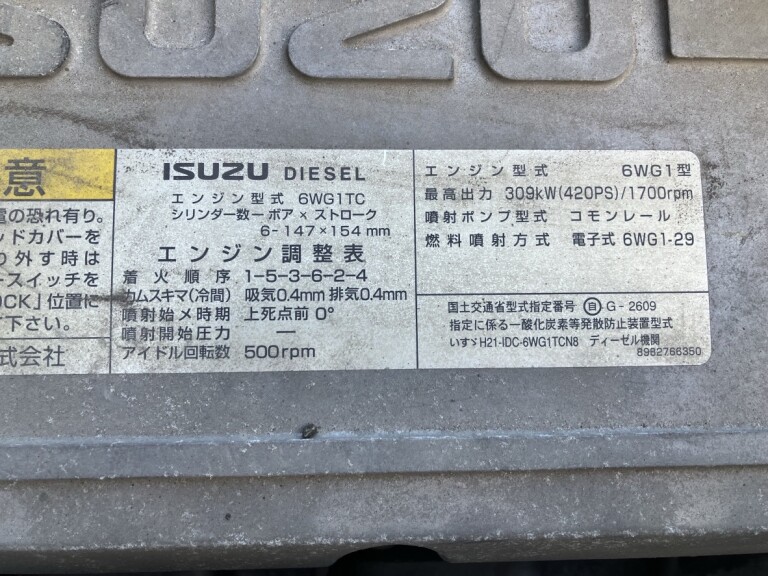 ISUZU
意
電の恐れ有り。
ッドカバーを
り外す時は
ースイッチを
OCK」位置に
下さい。
式会社
ISUZU DIESEL
エンジン型式 6WG1TC
シリンダー数ーボア×ストローク
6-147×154mm
エンジン調整表
着火順序 1-5-3-6-2-4
カムスキマ(冷間) 吸気0.4mm 排気0.4mm
噴射始メ時期 上死点前 0°
噴射開始圧力 ―
アイドル回転数 500rpm
エンジン型式 6WG1型
最高出力 309kW(420PS)/1700rpm
噴射ポンプ型式 コモンレール
燃料噴射方式 電子式 6WG1-29
国土交通省型式指定番号 ㊂ G-2609
指定に係る一酸化炭素等発散防止装置型式
いすゞH21-IDC-6WG1TCN8 ディーゼル機関
8982766350